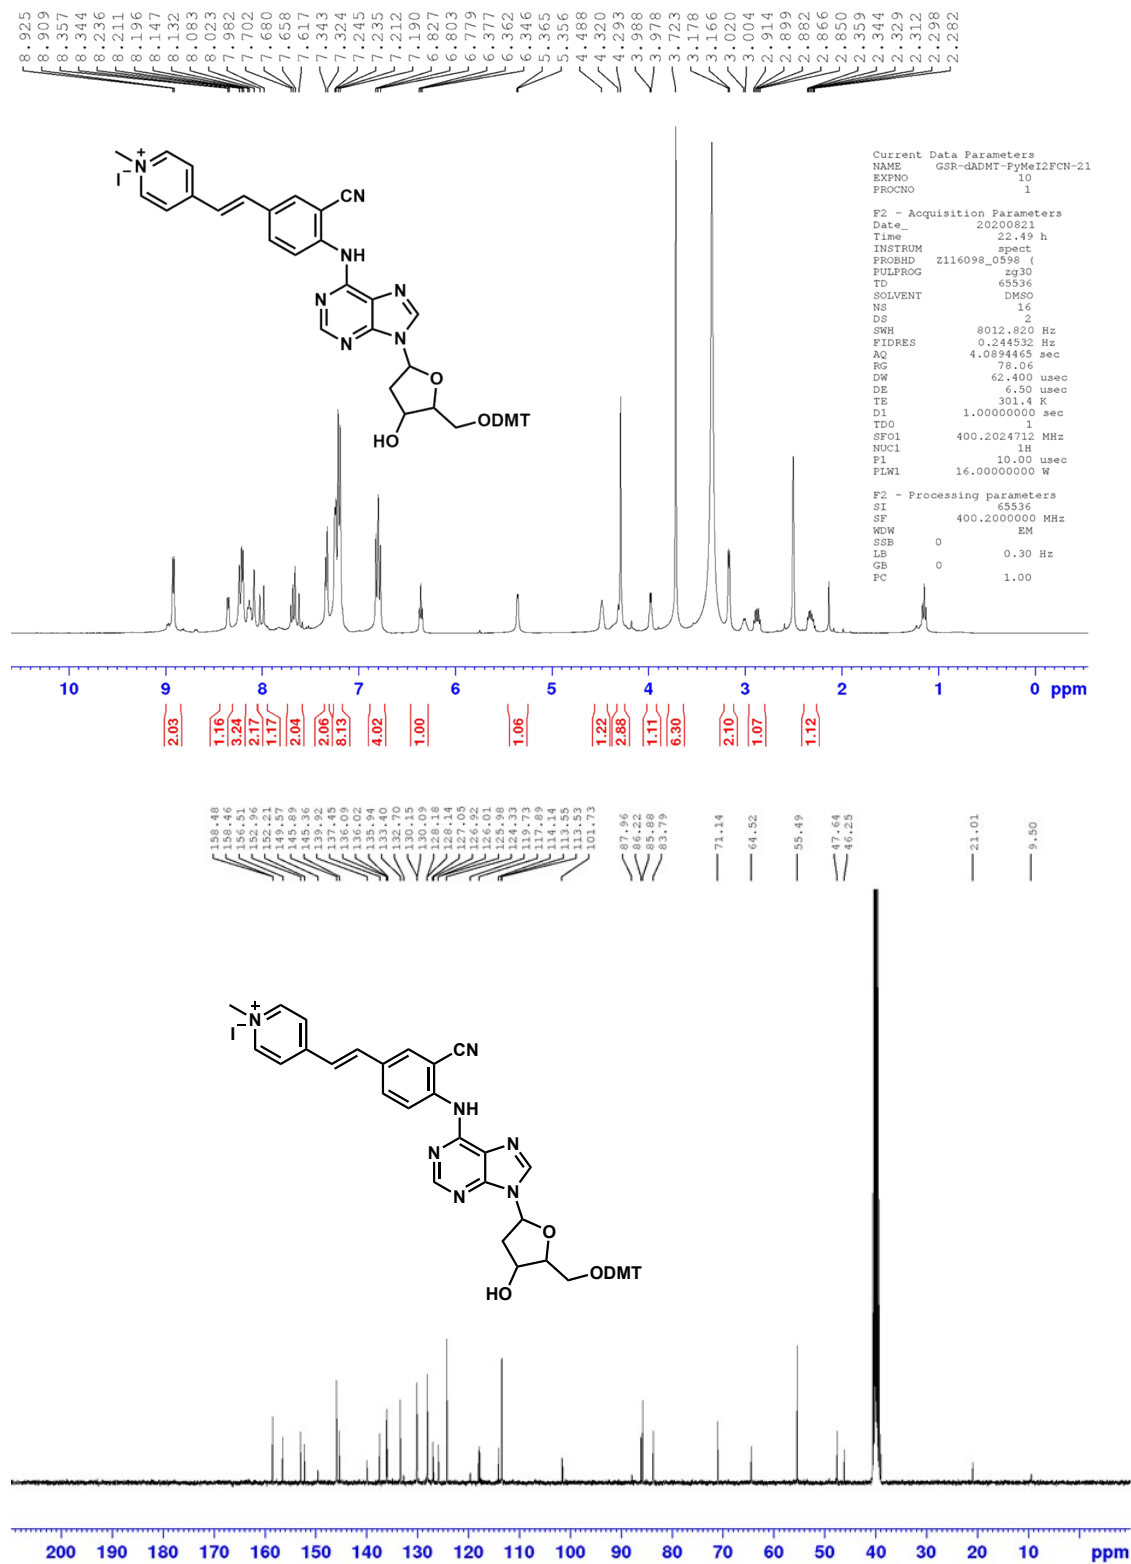 8.925 8.909 8.357 8.344 8.236 8.211 8.196 8.147 8.132 8.083 8.023 7.982 7.702 7.680 7.658 7.617 7.343 7.324 7.245 7.235 7.212 7.190 6.827 6.803 6.779 6.377 6.362 6.346 5.365 5.356 4.488 4.320 4.293 3.988 3.978 3.723 3.178 3.166 3.020 3.004 2.914 2.899 2.882 2.866 2.850 2.359 2.344 2.329 2.312 2.298 2.282
N+
I−
CN
NH
N
N
N
N
O
HO
ODMT
Current Data Parameters
NAME GSR-dADMT-PyMeI2FCN-21
EXPNO 10
PROCNO 1
F2 - Acquisition Parameters
Date_ 20200821
Time 22.49 h
INSTRUM spect
PROBHD Z116098_0598 (
PULPROG zg30
TD 65536
SOLVENT DMSO
NS 16
DS 2
SWH 8012.820 Hz
FIDRES 0.244532 Hz
AQ 4.0894465 sec
RG 78.06
DW 62.400 usec
DE 6.50 usec
TE 301.4 K
D1 1.00000000 sec
TD0 1
SFO1 400.2024712 MHz
NUC1 1H
P1 10.00 usec
PLW1 16.00000000 W
F2 - Processing parameters
SI 65536
SF 400.2000000 MHz
WDW EM
SSB 0
LB 0.30 Hz
GB 0
PC 1.00
10 9 8 7 6 5 4 3 2 1 0 ppm
2.03 1.16 3.24 2.17 1.17 2.04 2.06 8.13 4.02 1.00 1.06 1.22 2.88 1.11 6.30 2.10 1.07 1.12
158.48 158.46 156.51 152.96 152.21 149.57 145.89 145.36 139.92 137.45 136.09 136.02 135.94 133.40 132.70 130.15 130.09 128.18 128.14 127.05 126.92 126.01 125.98 124.33 119.73 117.89 114.14 113.55 113.53 101.73 87.96 86.22 85.88 83.79 71.14 64.52 55.49 47.64 46.25 21.01 9.50
N+
I−
CN
NH
N
N
N
N
O
HO
ODMT
200 190 180 170 160 150 140 130 120 110 100 90 80 70 60 50 40 30 20 10 ppm